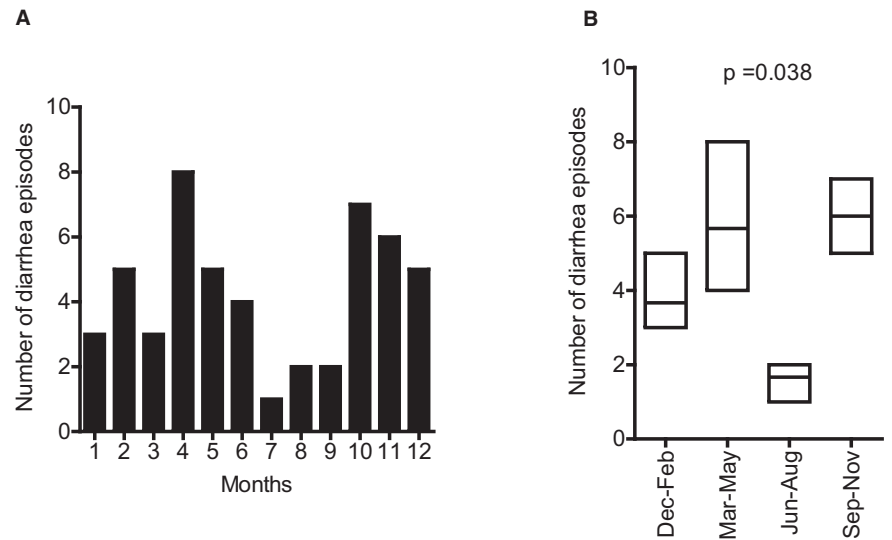 A
Number of diarrhea episodes
10
8
6
4
2
0
1 2 3 4 5 6 7 8 9 10 11 12
Months
B
p =0.038
Number of diarrhea episodes
10
8
6
4
2
0
Dec-Feb
Mar-May
Jun-Aug
Sep-Nov